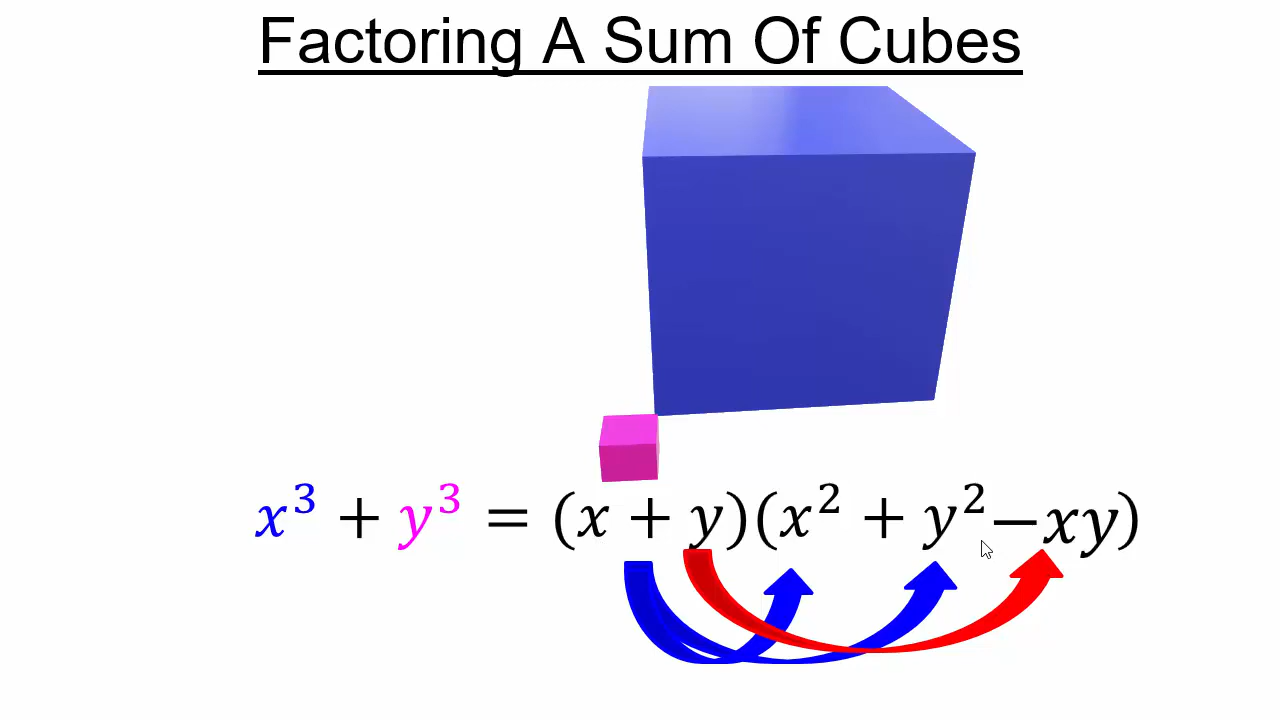 Factoring A Sum Of Cubes
x³ + y³ = (x + y)(x² + y² − xy)